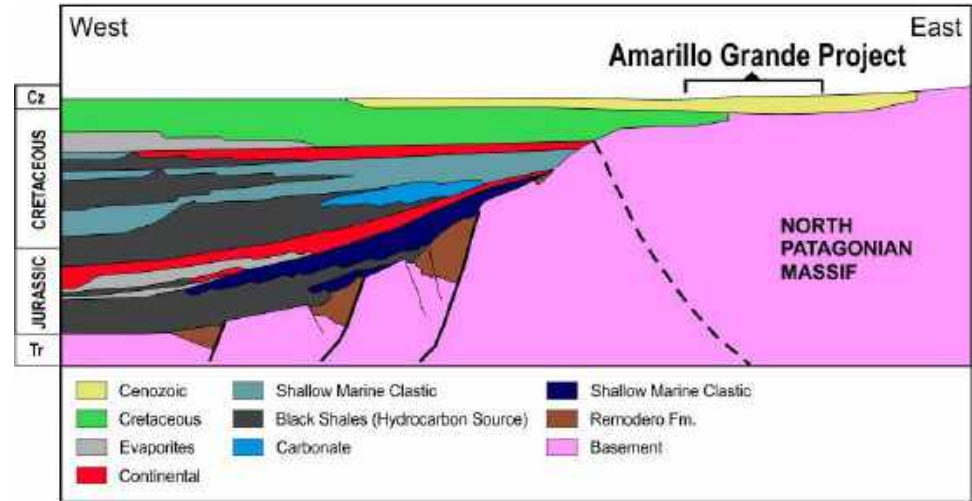 West
East
Amarillo Grande Project
Cz
CRETACEOUS
JURASSIC
Tr
NORTH
PATAGONIAN
MASSIF
Cenozoic
Cretaceous
Evaporites
Continental
Shallow Marine Clastic
Black Shales (Hydrocarbon Source)
Carbonate
Shallow Marine Clastic
Remodero Fm.
Basement